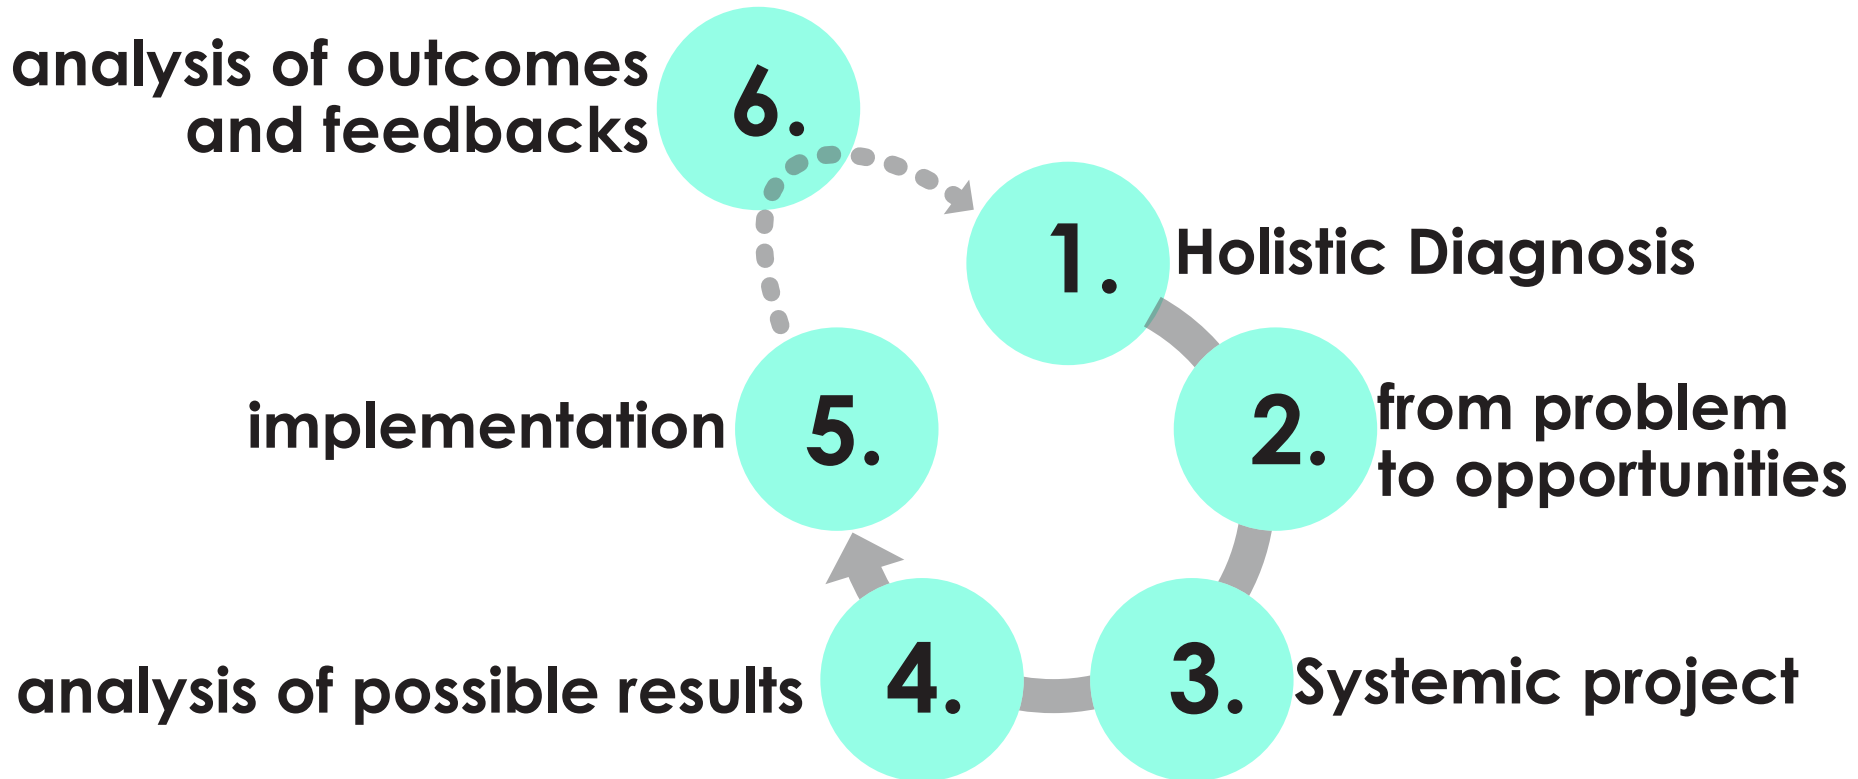 1.
Holistic Diagnosis
2.
from problem
to opportunities
3.
Systemic project
4.
analysis of possible results
5.
implementation
6.
analysis of outcomes
and feedbacks